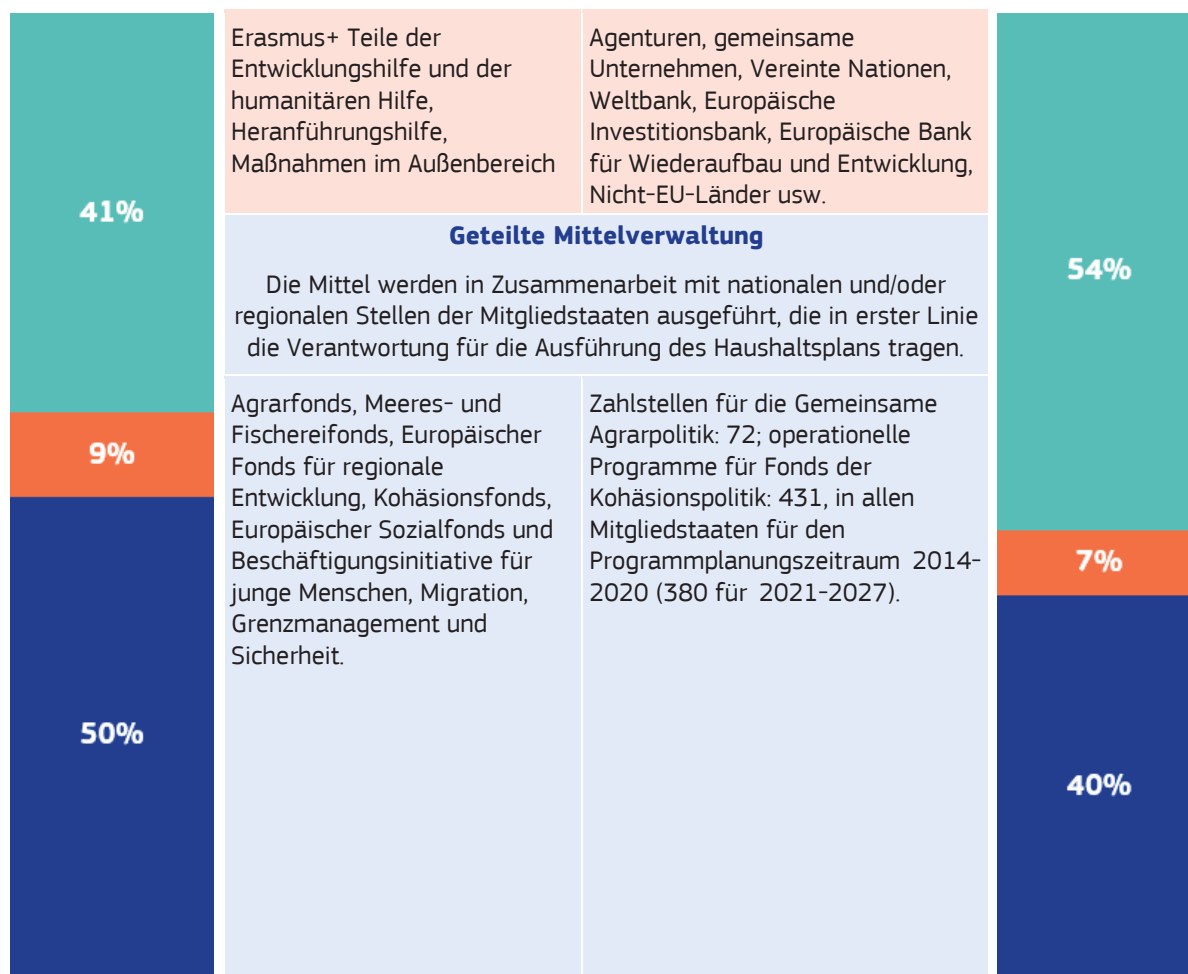 41%
9%
50%
Erasmus+ Teile der
Entwicklungshilfe und der
humanitären Hilfe,
Heranführungshilfe,
Maßnahmen im Außenbereich
Agenturen, gemeinsame
Unternehmen, Vereinte Nationen,
Weltbank, Europäische
Investitionsbank, Europäische Bank
für Wiederaufbau und Entwicklung,
Nicht-EU-Länder usw.
Geteilte Mittelverwaltung
Die Mittel werden in Zusammenarbeit mit nationalen und/oder
regionalen Stellen der Mitgliedstaaten ausgeführt, die in erster Linie
die Verantwortung für die Ausführung des Haushaltsplans tragen.
Agrarfonds, Meeres- und
Fischereifonds, Europäischer
Fonds für regionale
Entwicklung, Kohäsionsfonds,
Europäischer Sozialfonds und
Beschäftigungsinitiative für
junge Menschen, Migration,
Grenzmanagement und
Sicherheit.
Zahlstellen für die Gemeinsame
Agrarpolitik: 72; operationelle
Programme für Fonds der
Kohäsionspolitik: 431, in allen
Mitgliedstaaten für den
Programmplanungszeitraum 2014-
2020 (380 für 2021-2027).
54%
7%
40%